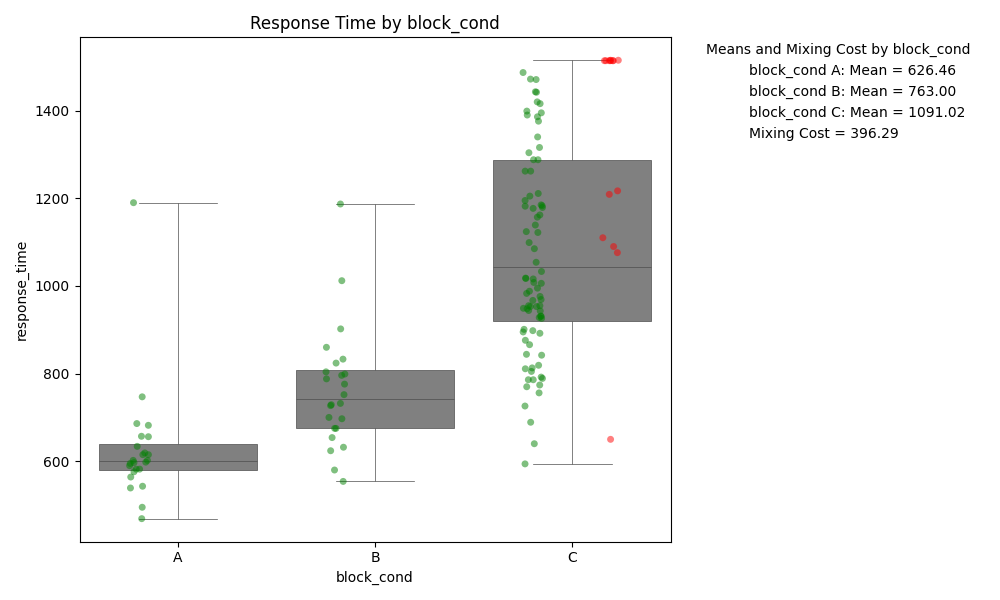 Response Time by block_cond
Means and Mixing Cost by block_cond
block_cond A: Mean = 626.46
block_cond B: Mean = 763.00
block_cond C: Mean = 1091.02
Mixing Cost = 396.29
response_time
1400
1200
1000
800
600
A B C
block_cond